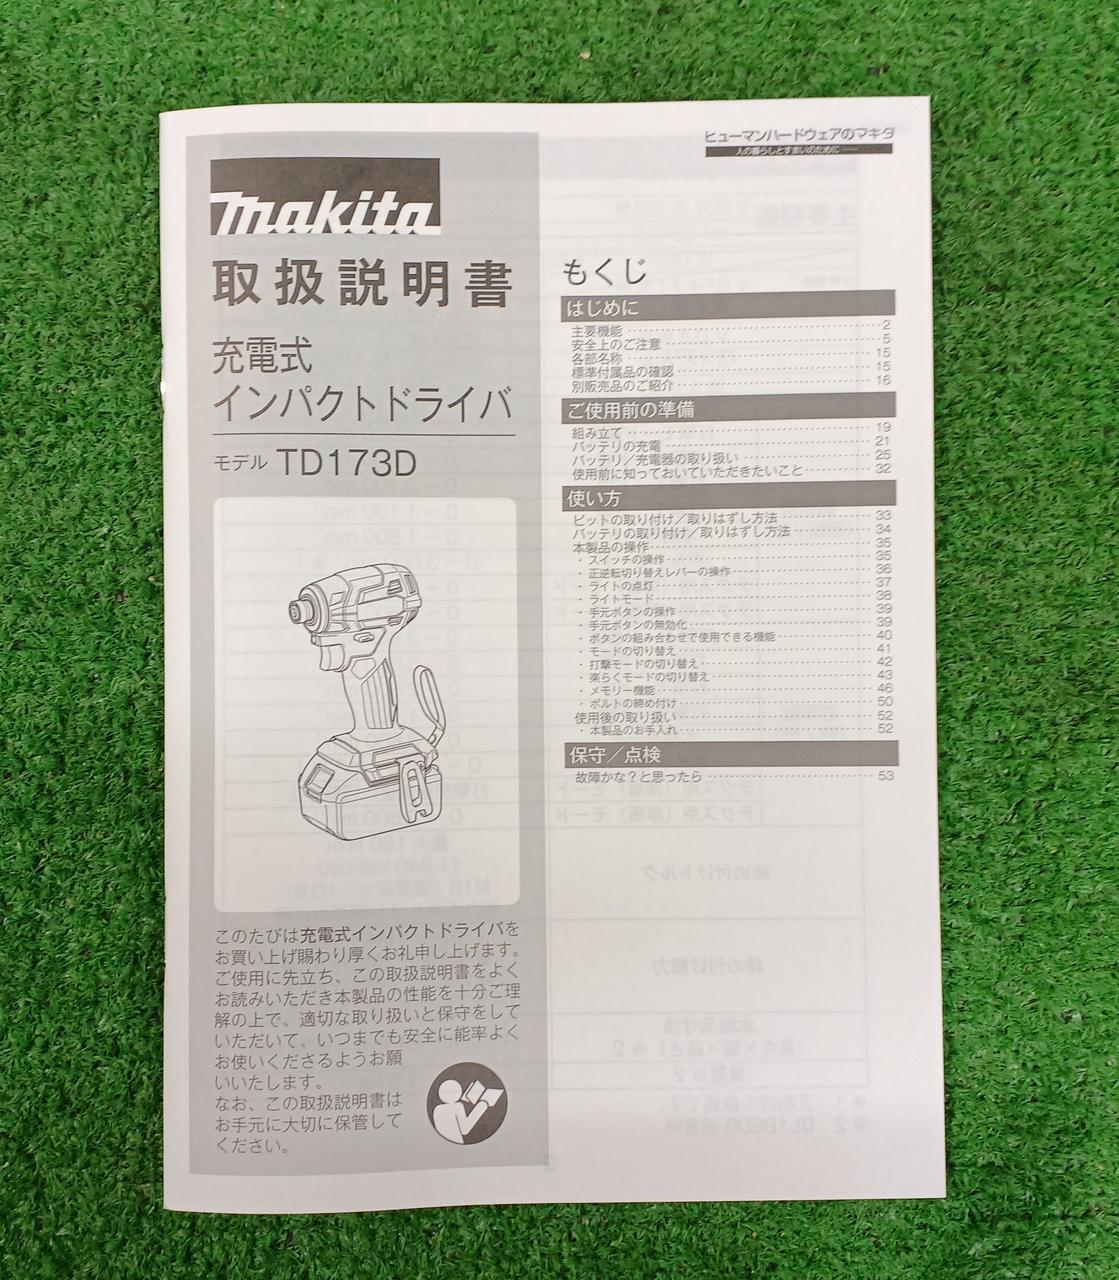 makita
取扱説明書
充電式
インパクトドライバ
モデル TD173D
このたびは充電式インパクトドライバを
お買い上げ賜わり厚くお礼申し上げます。
ご使用に先立ち、この取扱説明書をよく
お読みいただき本製品の性能を十分ご理
解の上で、適切な取り扱いと保守をして
いただいて、いつまでも安全に能率よく
お使いくださるようお願
いいたします。
なお、この取扱説明書は
お手元に大切に保管して
ください。
ヒューマンハードウェアのマキタ
人の暮らしとすまいのために
もくじ
はじめに
主要機能 2
安全上のご注意 5
各部名称 15
標準付属品の確認 15
別販売品のご紹介 16
ご使用前の準備
組み立て 19
バッテリの充電 21
バッテリ／充電器の取り扱い 25
使用前に知っておいていただきたいこと 32
使い方
ビットの取り付け／取りはずし方法 33
バッテリの取り付け／取りはずし方法 34
本製品の操作 35
・スイッチの操作 35
・正逆転切り替えレバーの操作 36
・ライトの点灯 37
・ライトモード 38
・手元ボタンの操作 39
・手元ボタンの無効化 39
・ボタンの組み合わせで使用できる機能 40
・モードの切り替え 41
・打撃モードの切り替え 42
・楽らくモードの切り替え 43
・メモリー機能 46
・ボルトの締め付け 50
使用後の取り扱い 52
・本製品のお手入れ 52
保守／点検
故障かな？と思ったら 53